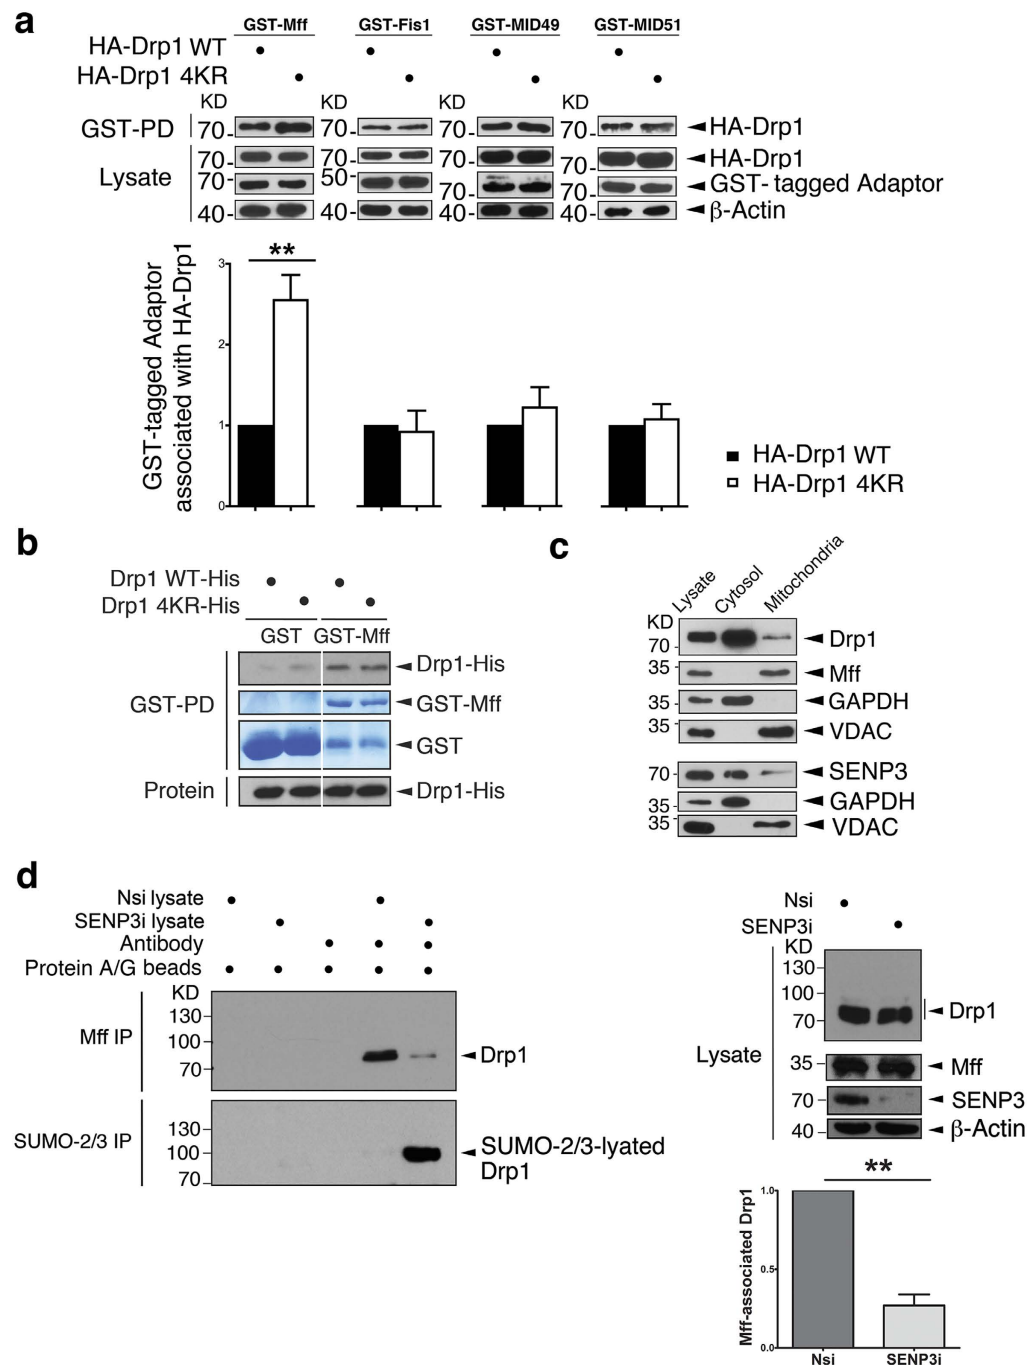 a
GST-Mff GST-Fis1 GST-MID49 GST-MID51
HA-Drp1 WT
HA-Drp1 4KR
KD KD KD KD
GST-PD 70 70 70 70 HA-Drp1
70 70 70 70 HA-Drp1
Lysate 70 50 70 70 GST- tagged Adaptor
40 40 40 40 β-Actin
GST-tagged Adaptor
associated with HA-Drp1
3
2
1
0
**
HA-Drp1 WT
HA-Drp1 4KR
b
Drp1 WT-His
Drp1 4KR-His
GST GST-Mff
Drp1-His
GST-PD GST-Mff
GST
Protein Drp1-His
c
Lysate Cytosol Mitochondria
KD
70 Drp1
35 Mff
35 GAPDH
35 VDAC
70 SENP3
35 GAPDH
35 VDAC
d
Nsi lysate
SENP3i lysate
Antibody
Protein A/G beads
KD
130
Mff IP 100 Drp1
70
130
SUMO-2/3 IP 100 SUMO-2/3-lyated
Drp1
70
Nsi
SENP3i
KD
130
100
70 Drp1
Lysate
35 Mff
70 SENP3
40 β-Actin
**
Mff-associated Drp1
1.0
0.5
0.0
Nsi SENP3i